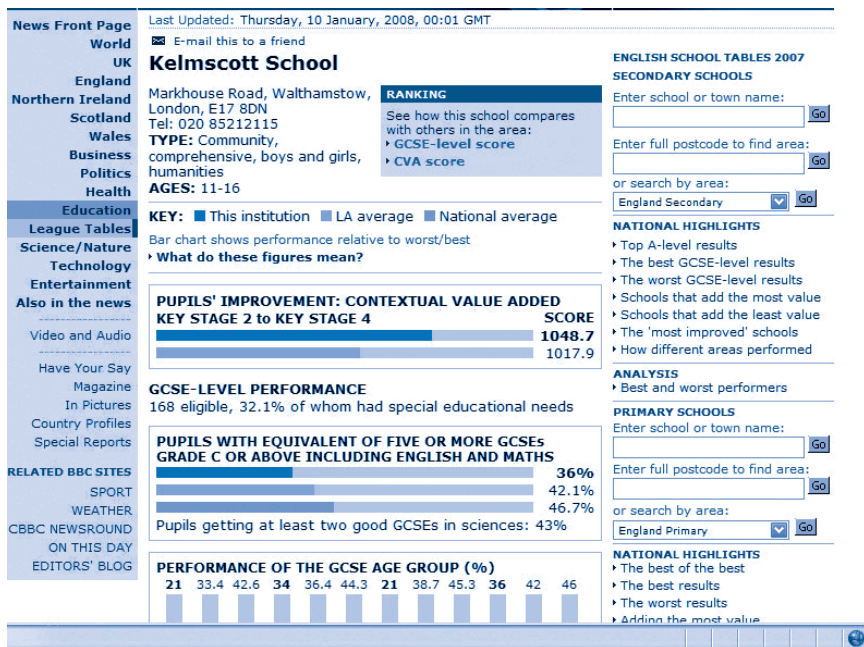 News Front Page
World
UK
England
Northern Ireland
Scotland
Wales
Business
Politics
Health
Education
League Tables
Science/Nature
Technology
Entertainment
Also in the news
Video and Audio
Have Your Say
Magazine
In Pictures
Country Profiles
Special Reports
RELATED BBC SITES
SPORT
WEATHER
CBBC NEWSROUND
ON THIS DAY
EDITORS' BLOG
Last Updated: Thursday, 10 January, 2008, 00:01 GMT
E-mail this to a friend
Kelmscott School
Markhouse Road, Walthamstow,
London, E17 8DN
Tel: 020 85212115
TYPE: Community,
comprehensive, boys and girls,
humanities
AGES: 11-16
RANKING
See how this school compares
with others in the area:
GCSE-level score
CVA score
KEY: This institution LA average National average
Bar chart shows performance relative to worst/best
What do these figures mean?
PUPILS' IMPROVEMENT: CONTEXTUAL VALUE ADDED
KEY STAGE 2 to KEY STAGE 4 SCORE
1048.7
1017.9
GCSE-LEVEL PERFORMANCE
168 eligible, 32.1% of whom had special educational needs
PUPILS WITH EQUIVALENT OF FIVE OR MORE GCSEs
GRADE C OR ABOVE INCLUDING ENGLISH AND MATHS
36%
42.1%
46.7%
Pupils getting at least two good GCSEs in sciences: 43%
PERFORMANCE OF THE GCSE AGE GROUP (%)
21 33.4 42.6 34 36.4 44.3 21 38.7 45.3 36 42 46
ENGLISH SCHOOL TABLES 2007
SECONDARY SCHOOLS
Enter school or town name:
Go
Enter full postcode to find area:
Go
or search by area:
England Secondary Go
NATIONAL HIGHLIGHTS
Top A-level results
The best GCSE-level results
The worst GCSE-level results
Schools that add the most value
Schools that add the least value
The 'most improved' schools
How different areas performed
ANALYSIS
Best and worst performers
PRIMARY SCHOOLS
Enter school or town name:
Go
Enter full postcode to find area:
Go
or search by area:
England Primary Go
NATIONAL HIGHLIGHTS
The best of the best
The best results
The worst results
Adding the most value